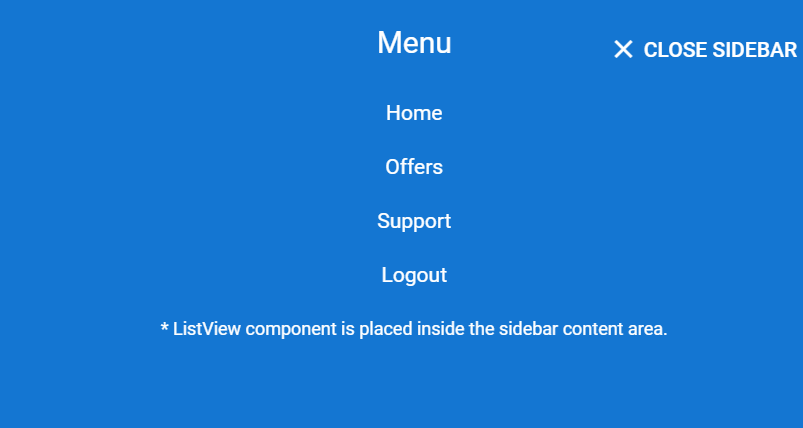 Menu
CLOSE SIDEBAR
Home
Offers
Support
Logout
* ListView component is placed inside the sidebar content area.